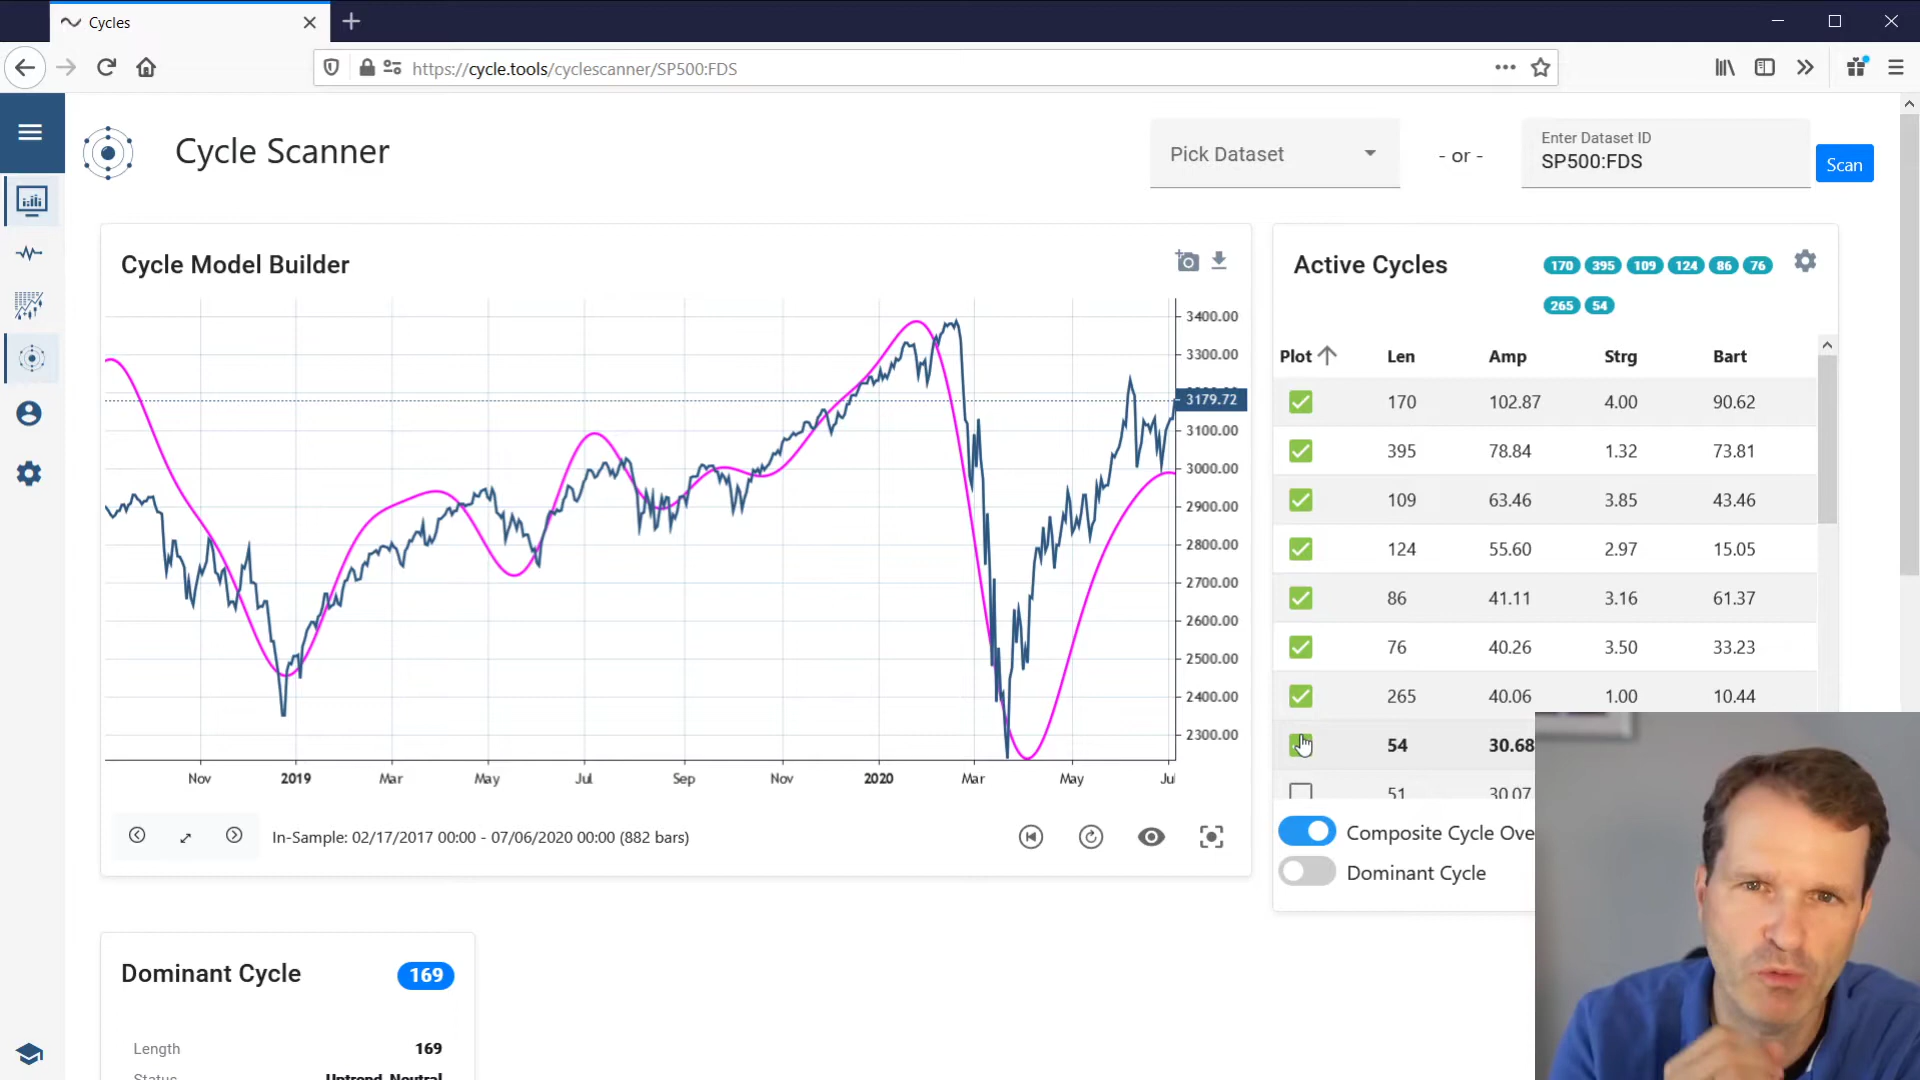 Cycles
https://cycle.tools/cyclescanner/SP500:FDS
Cycle Scanner
Pick Dataset
- or -
Enter Dataset ID
SP500:FDS
Scan
Cycle Model Builder
3400.00
3300.00
3179.72
3100.00
3000.00
2900.00
2800.00
2700.00
2600.00
2500.00
2400.00
2300.00
Nov 2019 Mar May Jul Sep Nov 2020 Mar May Jul
In-Sample: 02/17/2017 00:00 - 07/06/2020 00:00 (882 bars)
Active Cycles
170 395 109 124 86 76
265 54
Plot Len Amp Strg Bart
170 102.87 4.00 90.62
395 78.84 1.32 73.81
109 63.46 3.85 43.46
124 55.60 2.97 15.05
86 41.11 3.16 61.37
76 40.26 3.50 33.23
265 40.06 1.00 10.44
54 30.68
51 30.07
Composite Cycle Ove
Dominant Cycle
Dominant Cycle 169
Length 169
Status Uptrend, Neutral